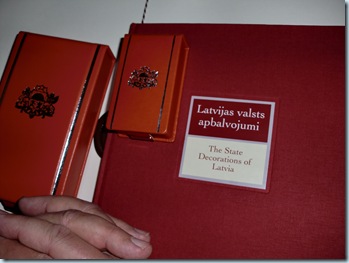 Latvijas valsts
apbalvojumi
The State
Decorations of
Latvia